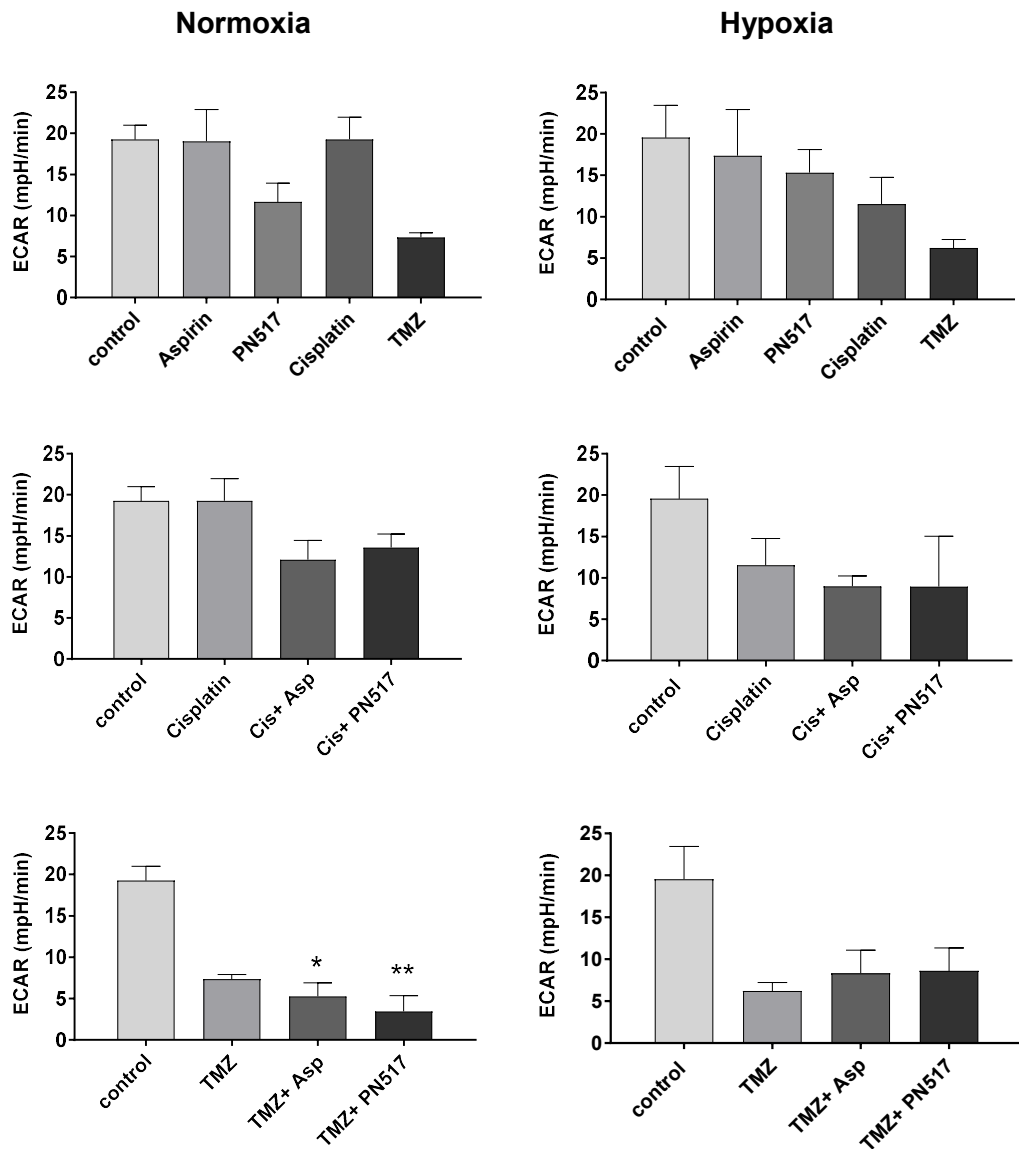 Normoxia
Hypoxia
ECAR (mpH/min)
25
20
15
10
5
0
control
Aspirin
PN517
Cisplatin
TMZ
ECAR (mpH/min)
25
20
15
10
5
0
control
Aspirin
PN517
Cisplatin
TMZ
ECAR (mpH/min)
25
20
15
10
5
0
control
Cisplatin
Cis+ Asp
Cis+ PN517
ECAR (mpH/min)
25
20
15
10
5
0
control
Cisplatin
Cis+ Asp
Cis+ PN517
ECAR (mpH/min)
25
20
15
10
5
0
*
**
control
TMZ
TMZ+ Asp
TMZ+ PN517
ECAR (mpH/min)
25
20
15
10
5
0
control
TMZ
TMZ+ Asp
TMZ+ PN517